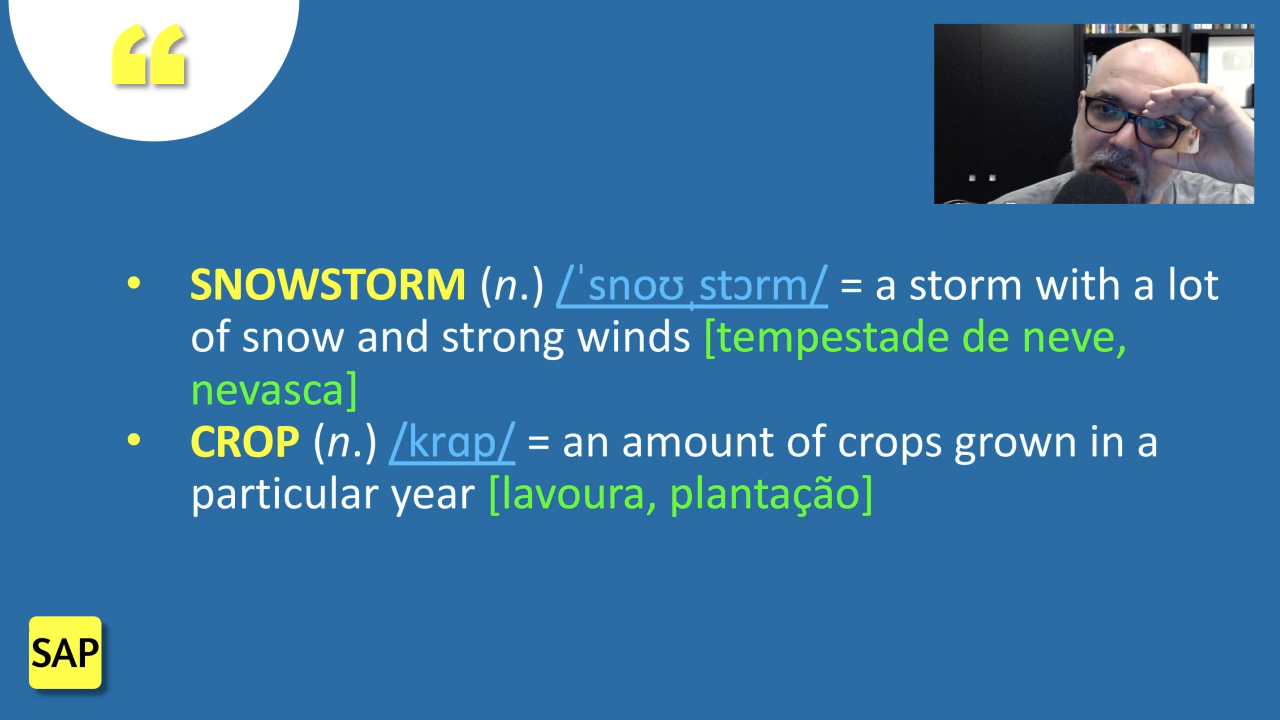 “
• SNOWSTORM (n.) /ˈsnoʊˌstɔrm/ = a storm with a lot
of snow and strong winds [tempestade de neve,
nevasca]
• CROP (n.) /krɑp/ = an amount of crops grown in a
particular year [lavoura, plantação]
SAP